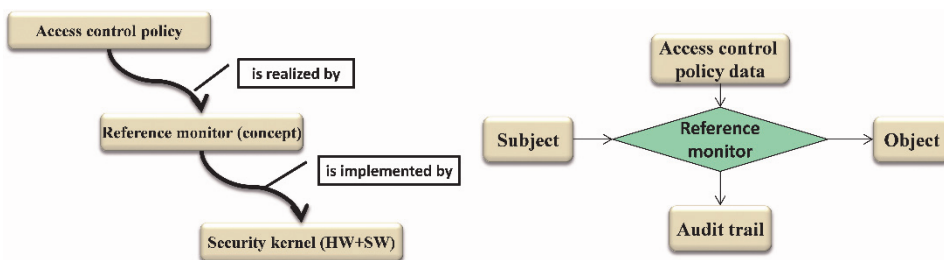 Access control policy
is realized by
Reference monitor (concept)
is implemented by
Security kernel (HW+SW)
Access control
policy data
Subject
Reference
monitor
Object
Audit trail